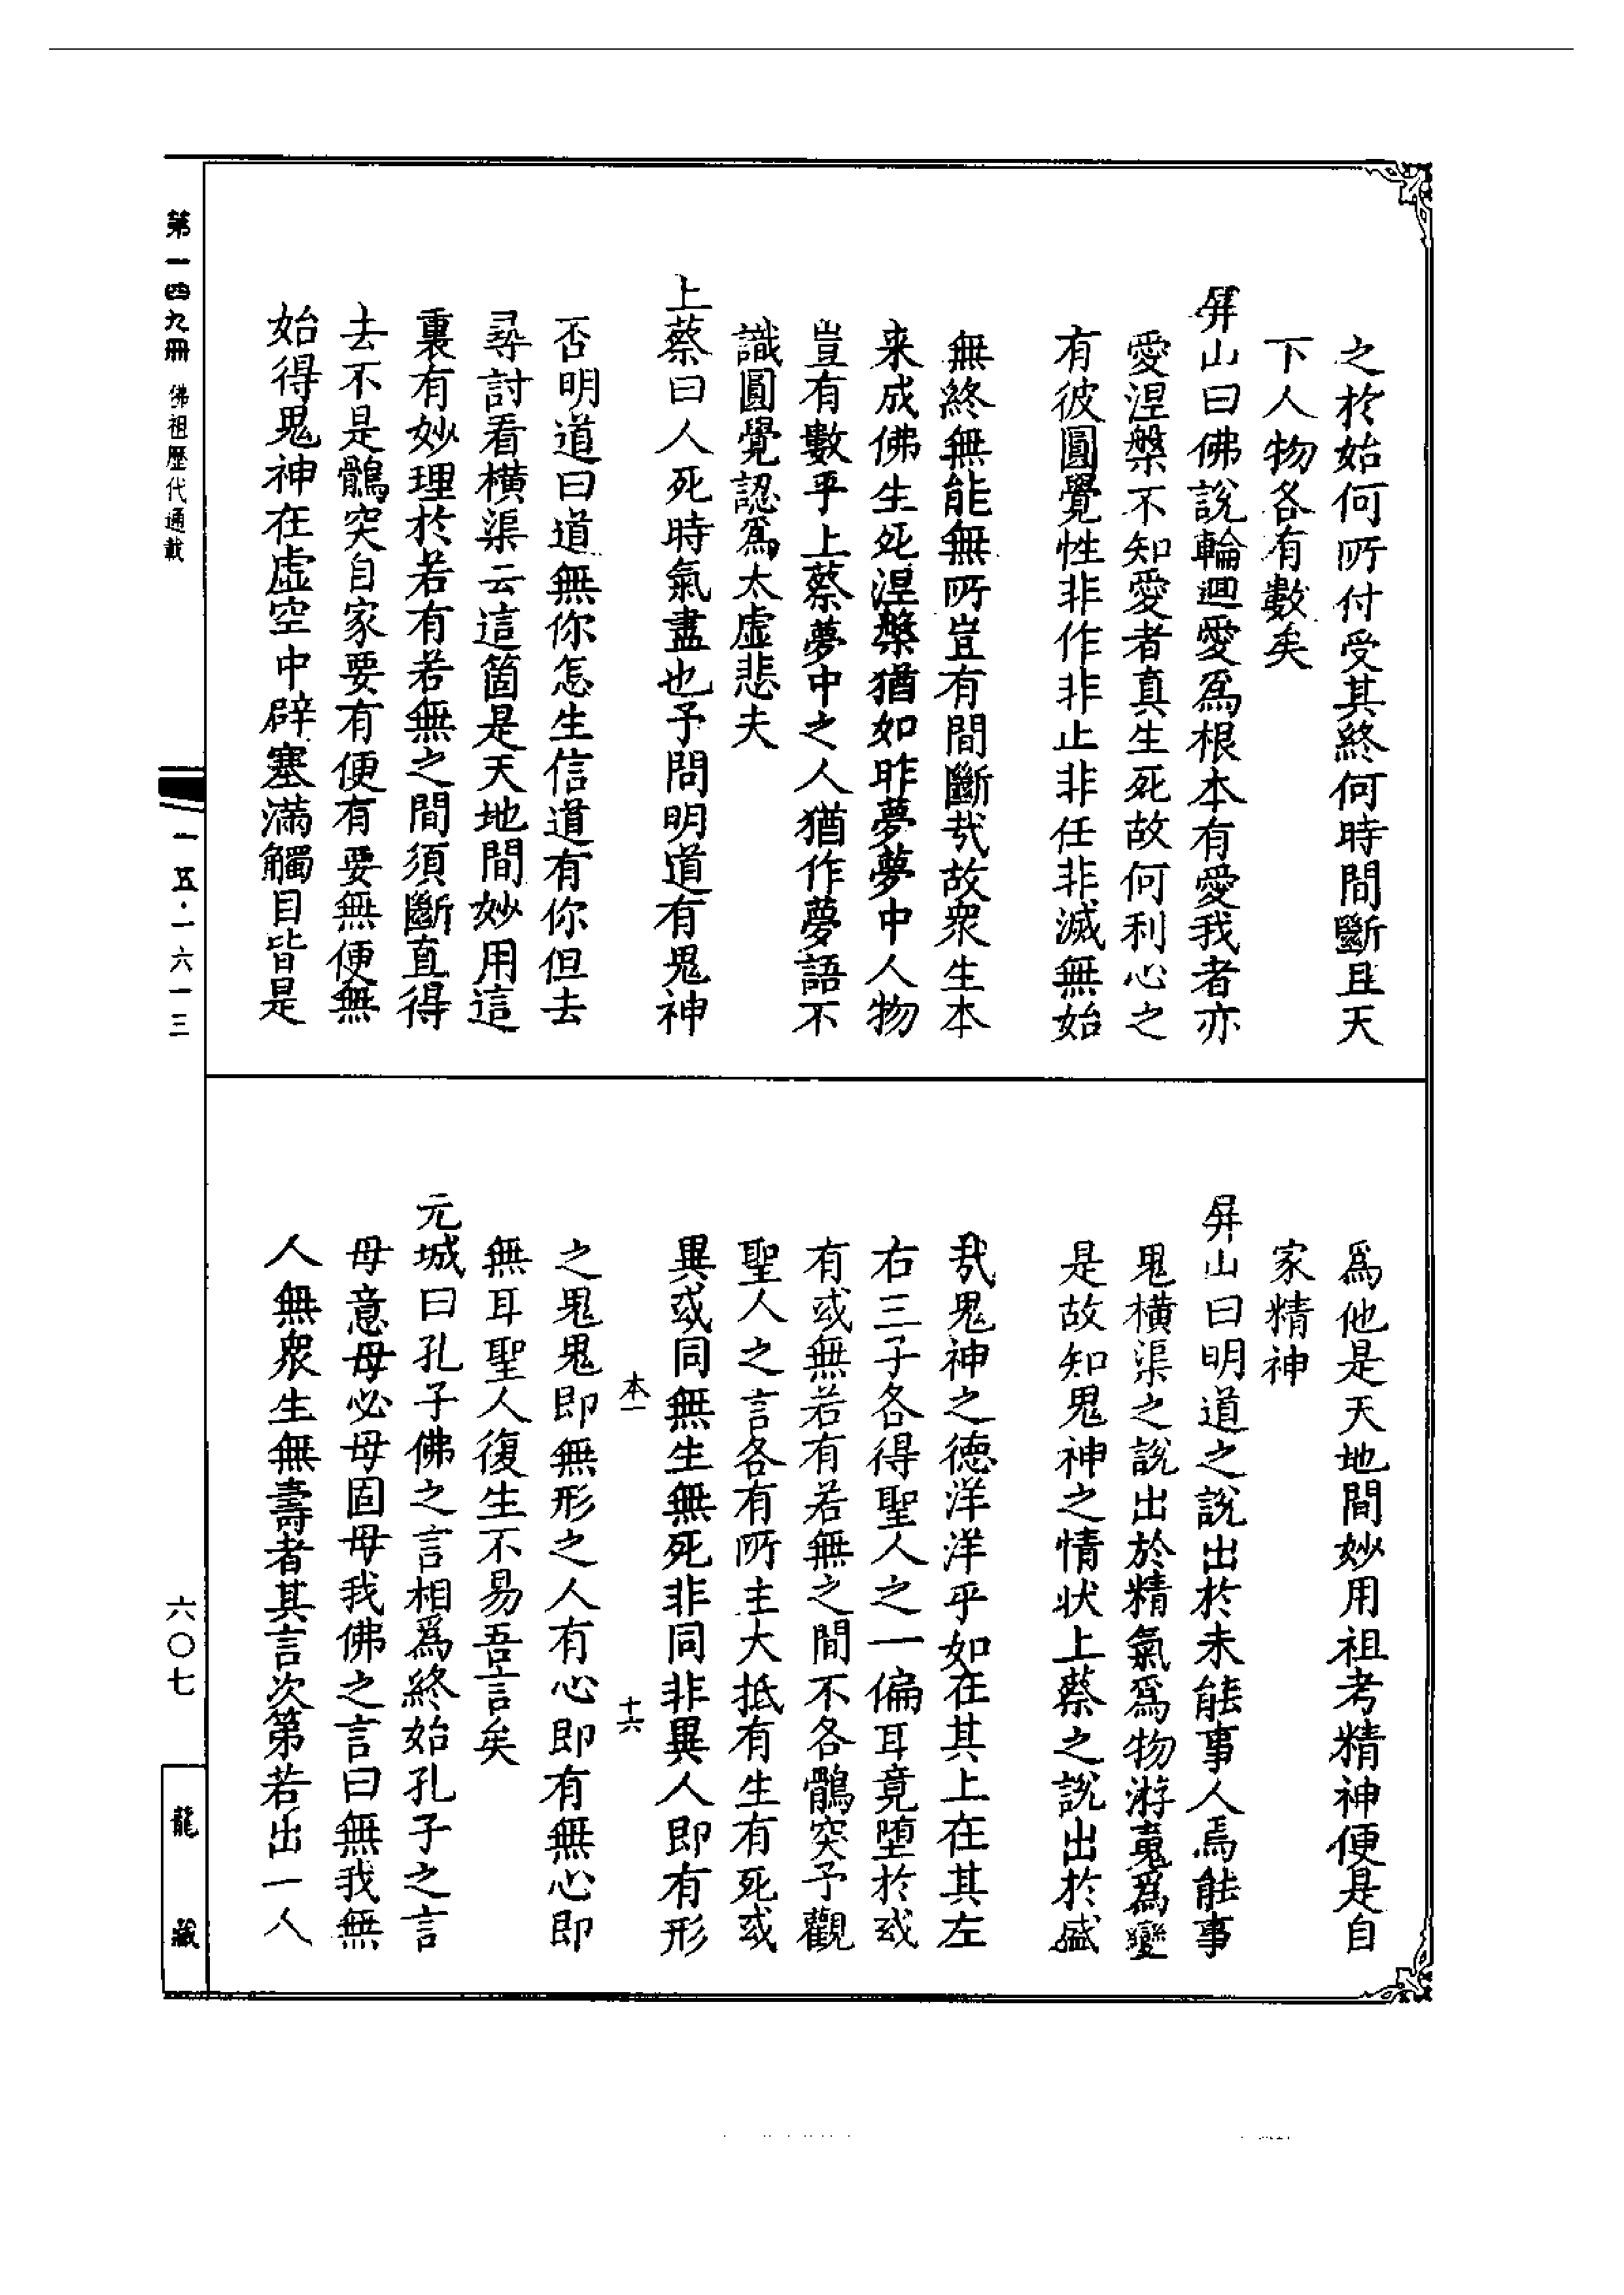 之於始何所付受其終何時間斷且天
下人物各有數矣
屛山曰佛說輪迴愛爲根本有愛我者亦
愛涅槃不知愛者真生死故何利心之
有彼圓覺性非作非止非任非滅無始
無終無能無所豈有間斷㢤故衆生本
来成佛生死涅槃猶如昨夢夢中人物
豈有數乎上蔡夢中之人猶作夢語不
識圓覺認爲太虛悲夫
上蔡曰人死時氣盡也予問明道有鬼神
否明道曰道無你怎生信道有你但去
尋討看橫渠云這箇是天地間妙用這
裏有妙理於若有若無之間須斷直得
去不是鶻突自家要有便有要無便無
始得鬼神在虛空中辟塞滿觸目皆是
爲他是天地間妙用祖考精神便是自
家精神
屛山曰明道之說出於未能事人焉能事
鬼橫渠之說出於精氣爲物游䰟爲變
是故知鬼神之情狀上蔡之說出於盛
㢤鬼神之德洋洋乎如在其上在其左
右三子各得聖人之一偏耳竟堕於或
有或無若有若無之間不各鶻突予觀
聖人之言各有所主大抵有生有死或
異或同無生無死非同非異人即有形
本一 十六
之鬼鬼即無形之人有心即有無心即
無耳聖人復生不易吾言矣
元城曰孔子佛之言相爲終始孔子之言
毋意毋必毋固毋我佛之言曰無我無
人無衆生無壽者其言次第若出一人
第一四九冊 佛祖歷代通載
一五·一六一三
六〇七
龍藏